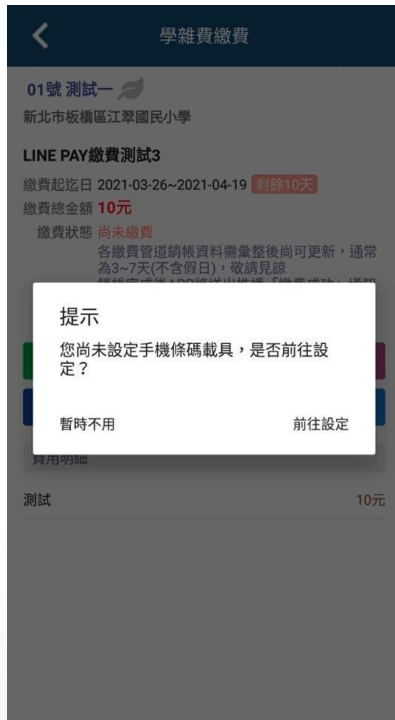 學雜費繳費
01號 測試一
新北市板橋區江翠國民小學
LINE PAY繳費測試3
繳費起迄日 2021-03-26~2021-04-19 剩餘10天
繳費總金額 10元
繳費狀態 尚未繳費
各繳費管道銷帳資料需彙整後尚可更新，通常
為3~7天(不含假日)，敬請見諒
提示
您尚未設定手機條碼載具，是否前往設
定？
暫時不用 前往設定
費用明細
測試 10元